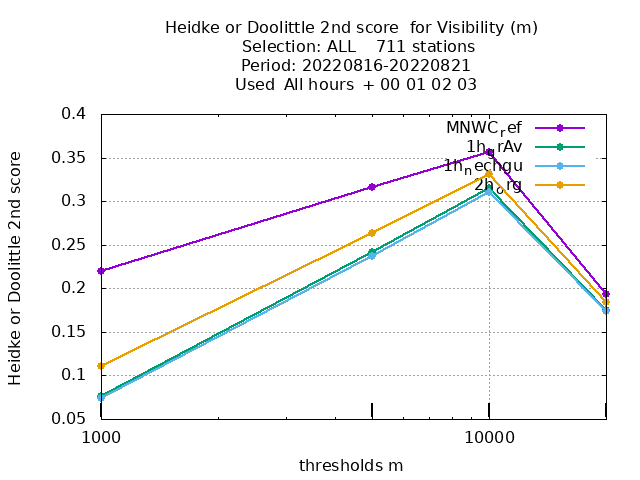 Heidke or Doolittle 2nd score  for Visibility (m)
Selection: ALL    711 stations
Period: 20220816-20220821
Used  All hours  + 00 01 02 03
Heidke or Doolittle 2nd score
0.4
0.35
0.3
0.25
0.2
0.15
0.1
0.05
MNWC_ref
1h_grAv
1h_nechgu
2h_org
1000
10000
thresholds m